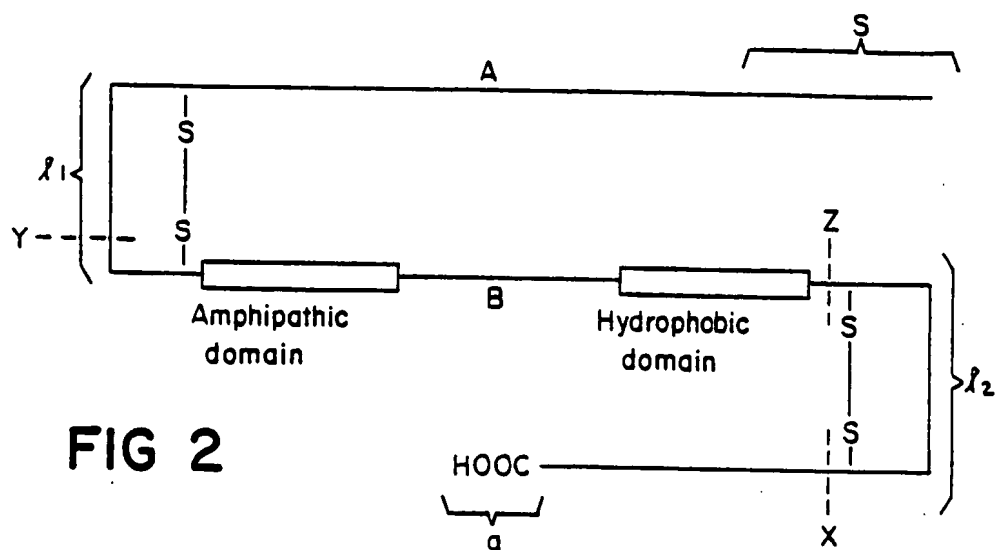 S
A
S
ℓ1
S
Y
Z
B
Amphipathic
domain
Hydrophobic
domain
S
ℓ2
S
FIG 2
HOOC
a
X